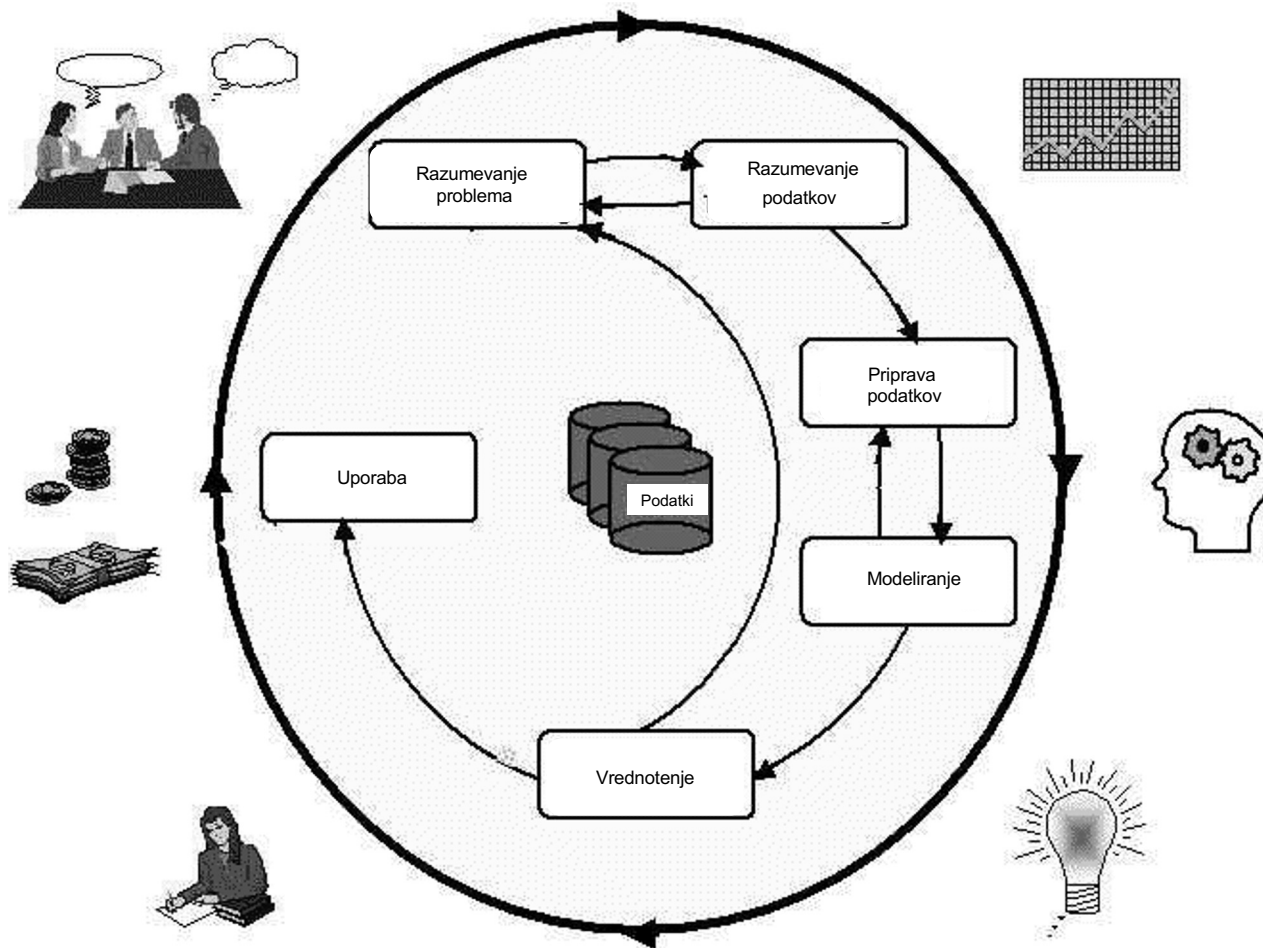 Razumevanje
problema
Razumevanje
podatkov
Priprava
podatkov
Uporaba
Podatki
Modeliranje
Vrednotenje